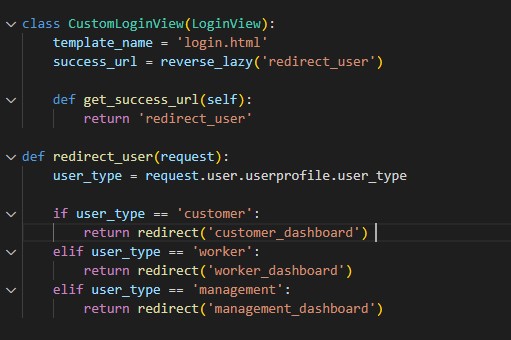 class CustomLoginView(LoginView):
    template_name = 'login.html'
    success_url = reverse_lazy('redirect_user')
    def get_success_url(self):
        return 'redirect_user'
def redirect_user(request):
    user_type = request.user.userprofile.user_type
    if user_type == 'customer':
        return redirect('customer_dashboard')
    elif user_type == 'worker':
        return redirect('worker_dashboard')
    elif user_type == 'management':
        return redirect('management_dashboard')